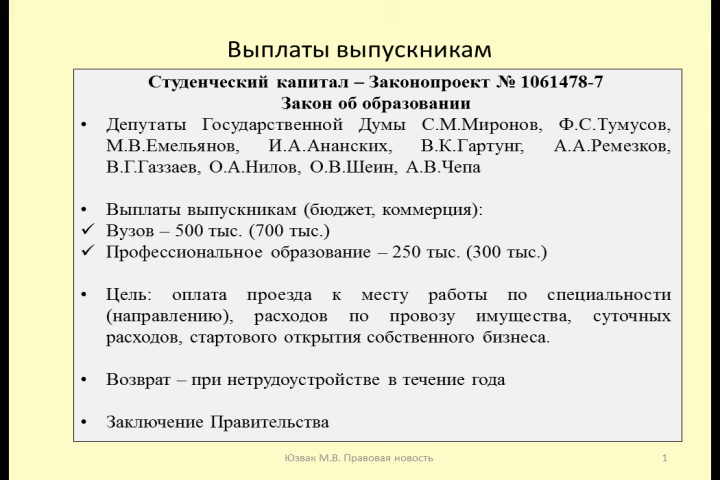 Выплаты выпускникам
Студенческий капитал – Законопроект № 1061478-7
Закон об образовании
• Депутаты Государственной Думы С.М.Миронов, Ф.С.Тумусов,
М.В.Емельянов, И.А.Ананских, В.К.Гартунг, А.А.Ремезков,
В.Г.Газзаев, О.А.Нилов, О.В.Шеин, А.В.Чепа
• Выплаты выпускникам (бюджет, коммерция):
✓ Вузов – 500 тыс. (700 тыс.)
✓ Профессиональное образование – 250 тыс. (300 тыс.)
• Цель: оплата проезда к месту работы по специальности
(направлению), расходов по провозу имущества, суточных
расходов, стартового открытия собственного бизнеса.
• Возврат – при нетрудоустройстве в течение года
• Заключение Правительства
Юзвак М.В. Правовая новость 1